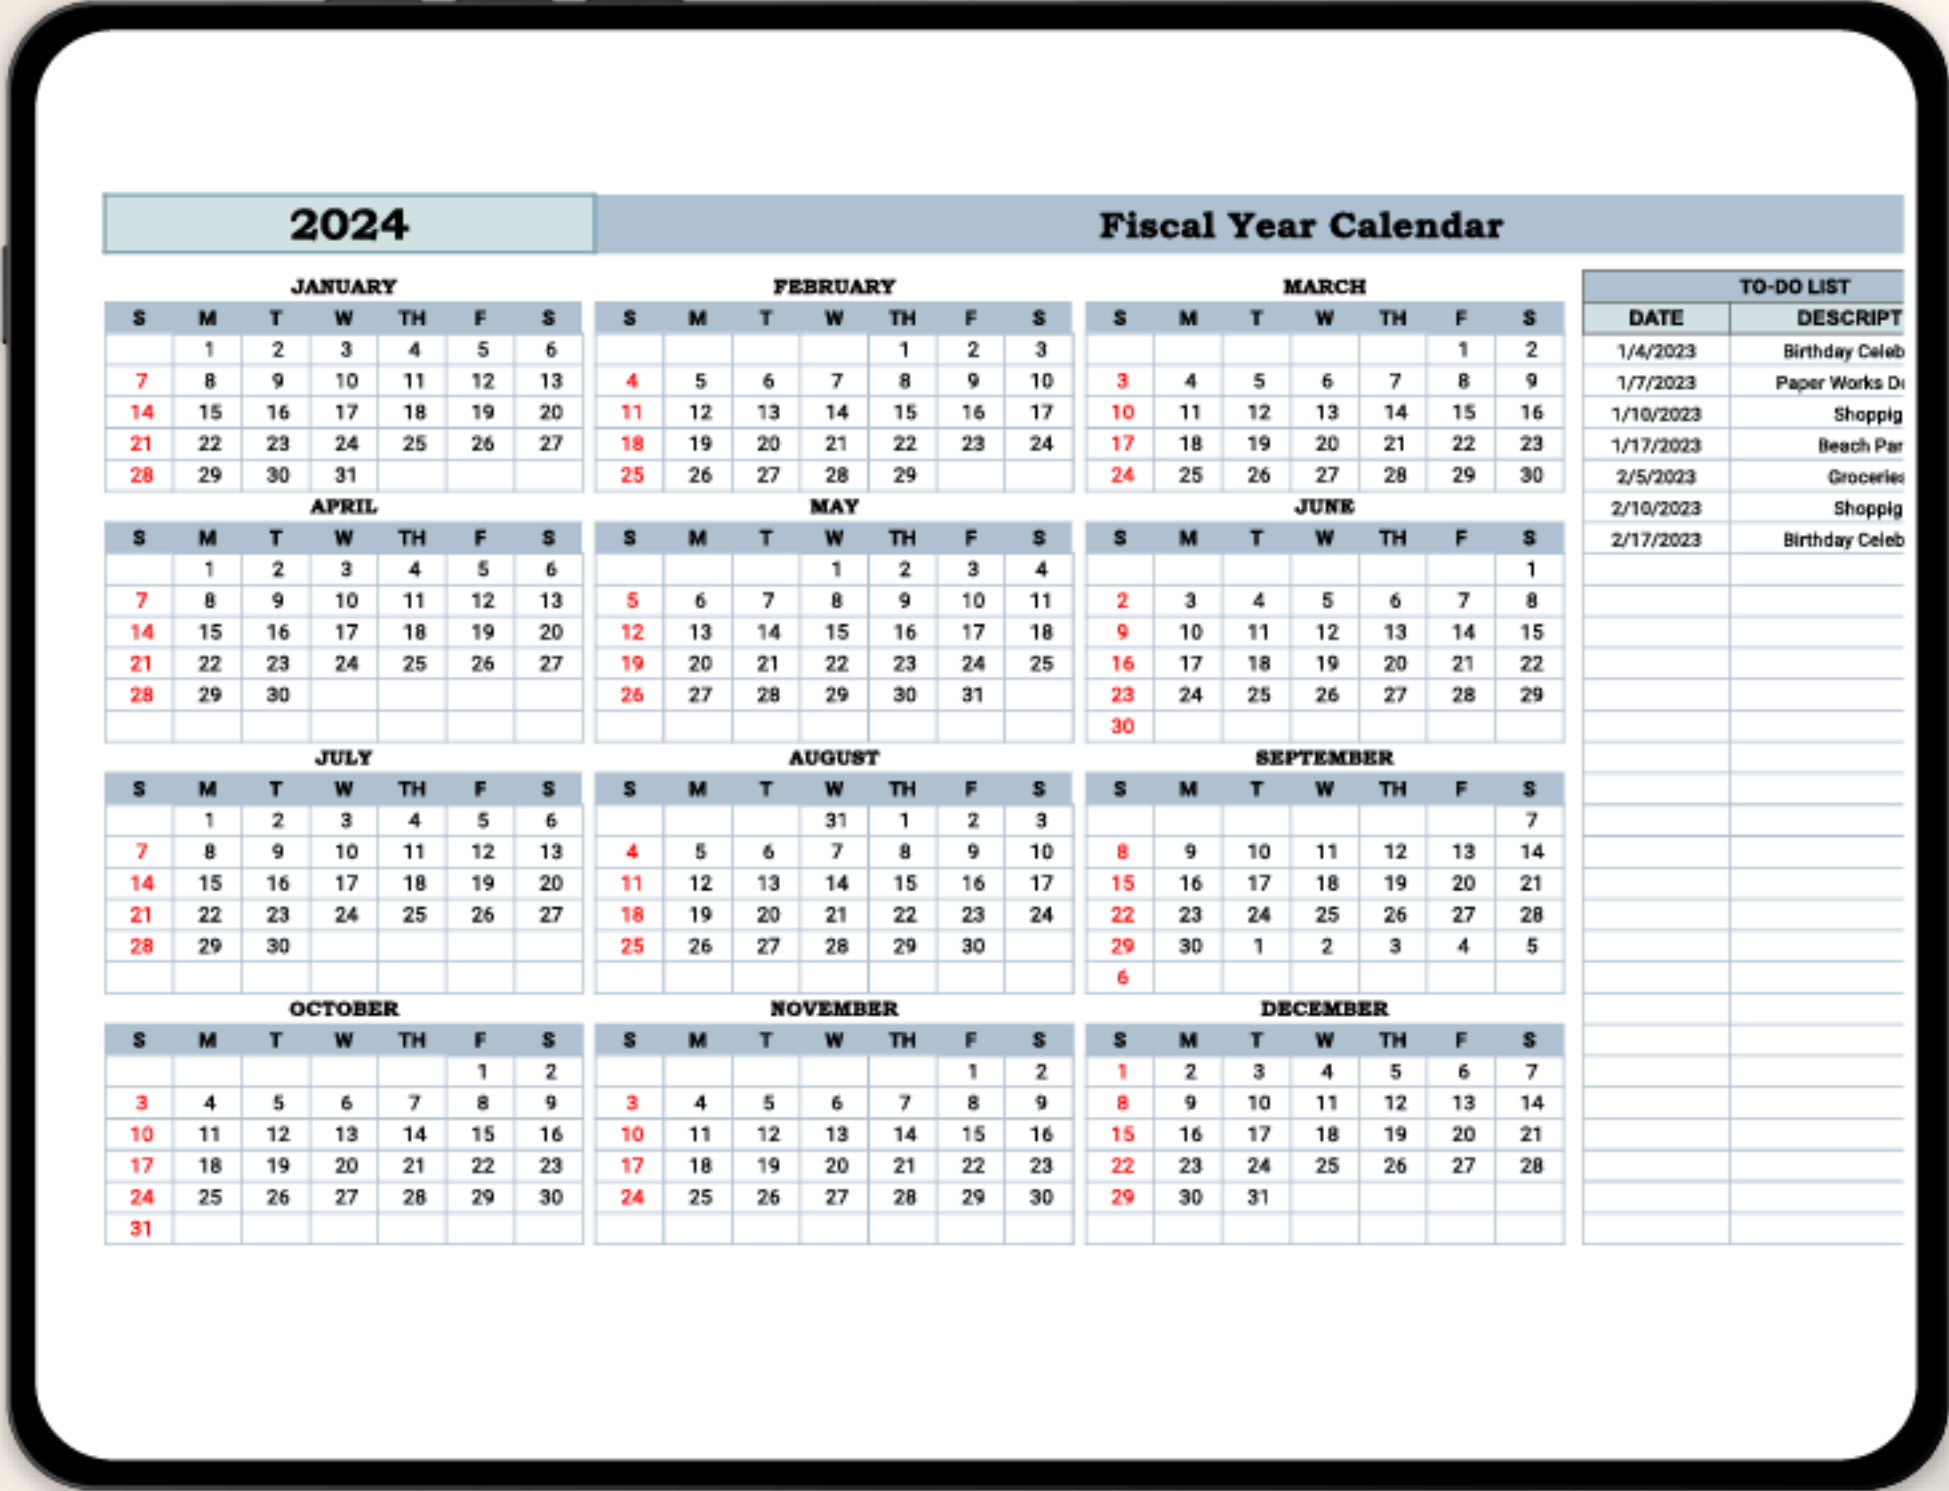 2024 Fiscal Year Calendar
JANUARY FEBRUARY MARCH TO-DO LIST
S M T W TH F S S M T W TH F S S M T W TH F S DATE DESCRIPT
1 2 3 4 5 6 1 2 3 1 2 1/4/2023 Birthday Celeb
7 8 9 10 11 12 13 4 5 6 7 8 9 10 3 4 5 6 7 8 9 1/7/2023 Paper Works
14 15 16 17 18 19 20 11 12 13 14 15 16 17 10 11 12 13 14 15 16 1/10/2023 Shoppig
21 22 23 24 25 26 27 18 19 20 21 22 23 24 17 18 19 20 21 22 23 1/17/2023 Beach Par
28 29 30 31 25 26 27 28 29 24 25 26 27 28 29 30 2/5/2023 Groceries
APRIL MAY JUNE 2/10/2023 Shoppig
S M T W TH F S S M T W TH F S S M T W TH F S 2/17/2023 Birthday Celeb
1 2 3 4 5 6 1 2 3 4 1
7 8 9 10 11 12 13 5 6 7 8 9 10 11 2 3 4 5 6 7 8
14 15 16 17 18 19 20 12 13 14 15 16 17 18 9 10 11 12 13 14 15
21 22 23 24 25 26 27 19 20 21 22 23 24 25 16 17 18 19 20 21 22
28 29 30 26 27 28 29 30 31 23 24 25 26 27 28 29
30
JULY AUGUST SEPTEMBER
S M T W TH F S S M T W TH F S S M T W TH F S
1 2 3 4 5 6 31 1 2 3 7
7 8 9 10 11 12 13 4 5 6 7 8 9 10 8 9 10 11 12 13 14
14 15 16 17 18 19 20 11 12 13 14 15 16 17 15 16 17 18 19 20 21
21 22 23 24 25 26 27 18 19 20 21 22 23 24 22 23 24 25 26 27 28
28 29 30 25 26 27 28 29 30 29 30 1 2 3 4 5
6
OCTOBER NOVEMBER DECEMBER
S M T W TH F S S M T W TH F S S M T W TH F S
1 2 1 2 1 2 3 4 5 6 7
3 4 5 6 7 8 9 3 4 5 6 7 8 9 8 9 10 11 12 13 14
10 11 12 13 14 15 16 10 11 12 13 14 15 16 15 16 17 18 19 20 21
17 18 19 20 21 22 23 17 18 19 20 21 22 23 22 23 24 25 26 27 28
24 25 26 27 28 29 30 24 25 26 27 28 29 30 29 30 31
31